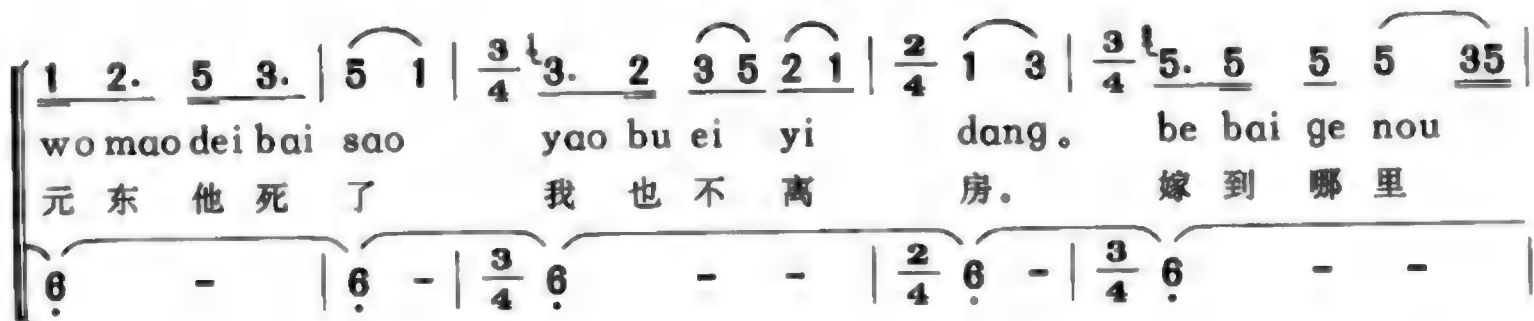 1 2. 5 3. | 5 1 | 3/4 3. 2 3 5 2 1 | 2/4 1 3 | 3/4 5. 5 5 5 35 |
wo mao dei bai sao yao bu ei yi dang。 be bai ge nou
元 东 他 死 了 我 也 不 离 房。 嫁 到 哪 里
6 - | 6 - | 3/4 6 - - | 2/4 6 - | 3/4 6 - - |